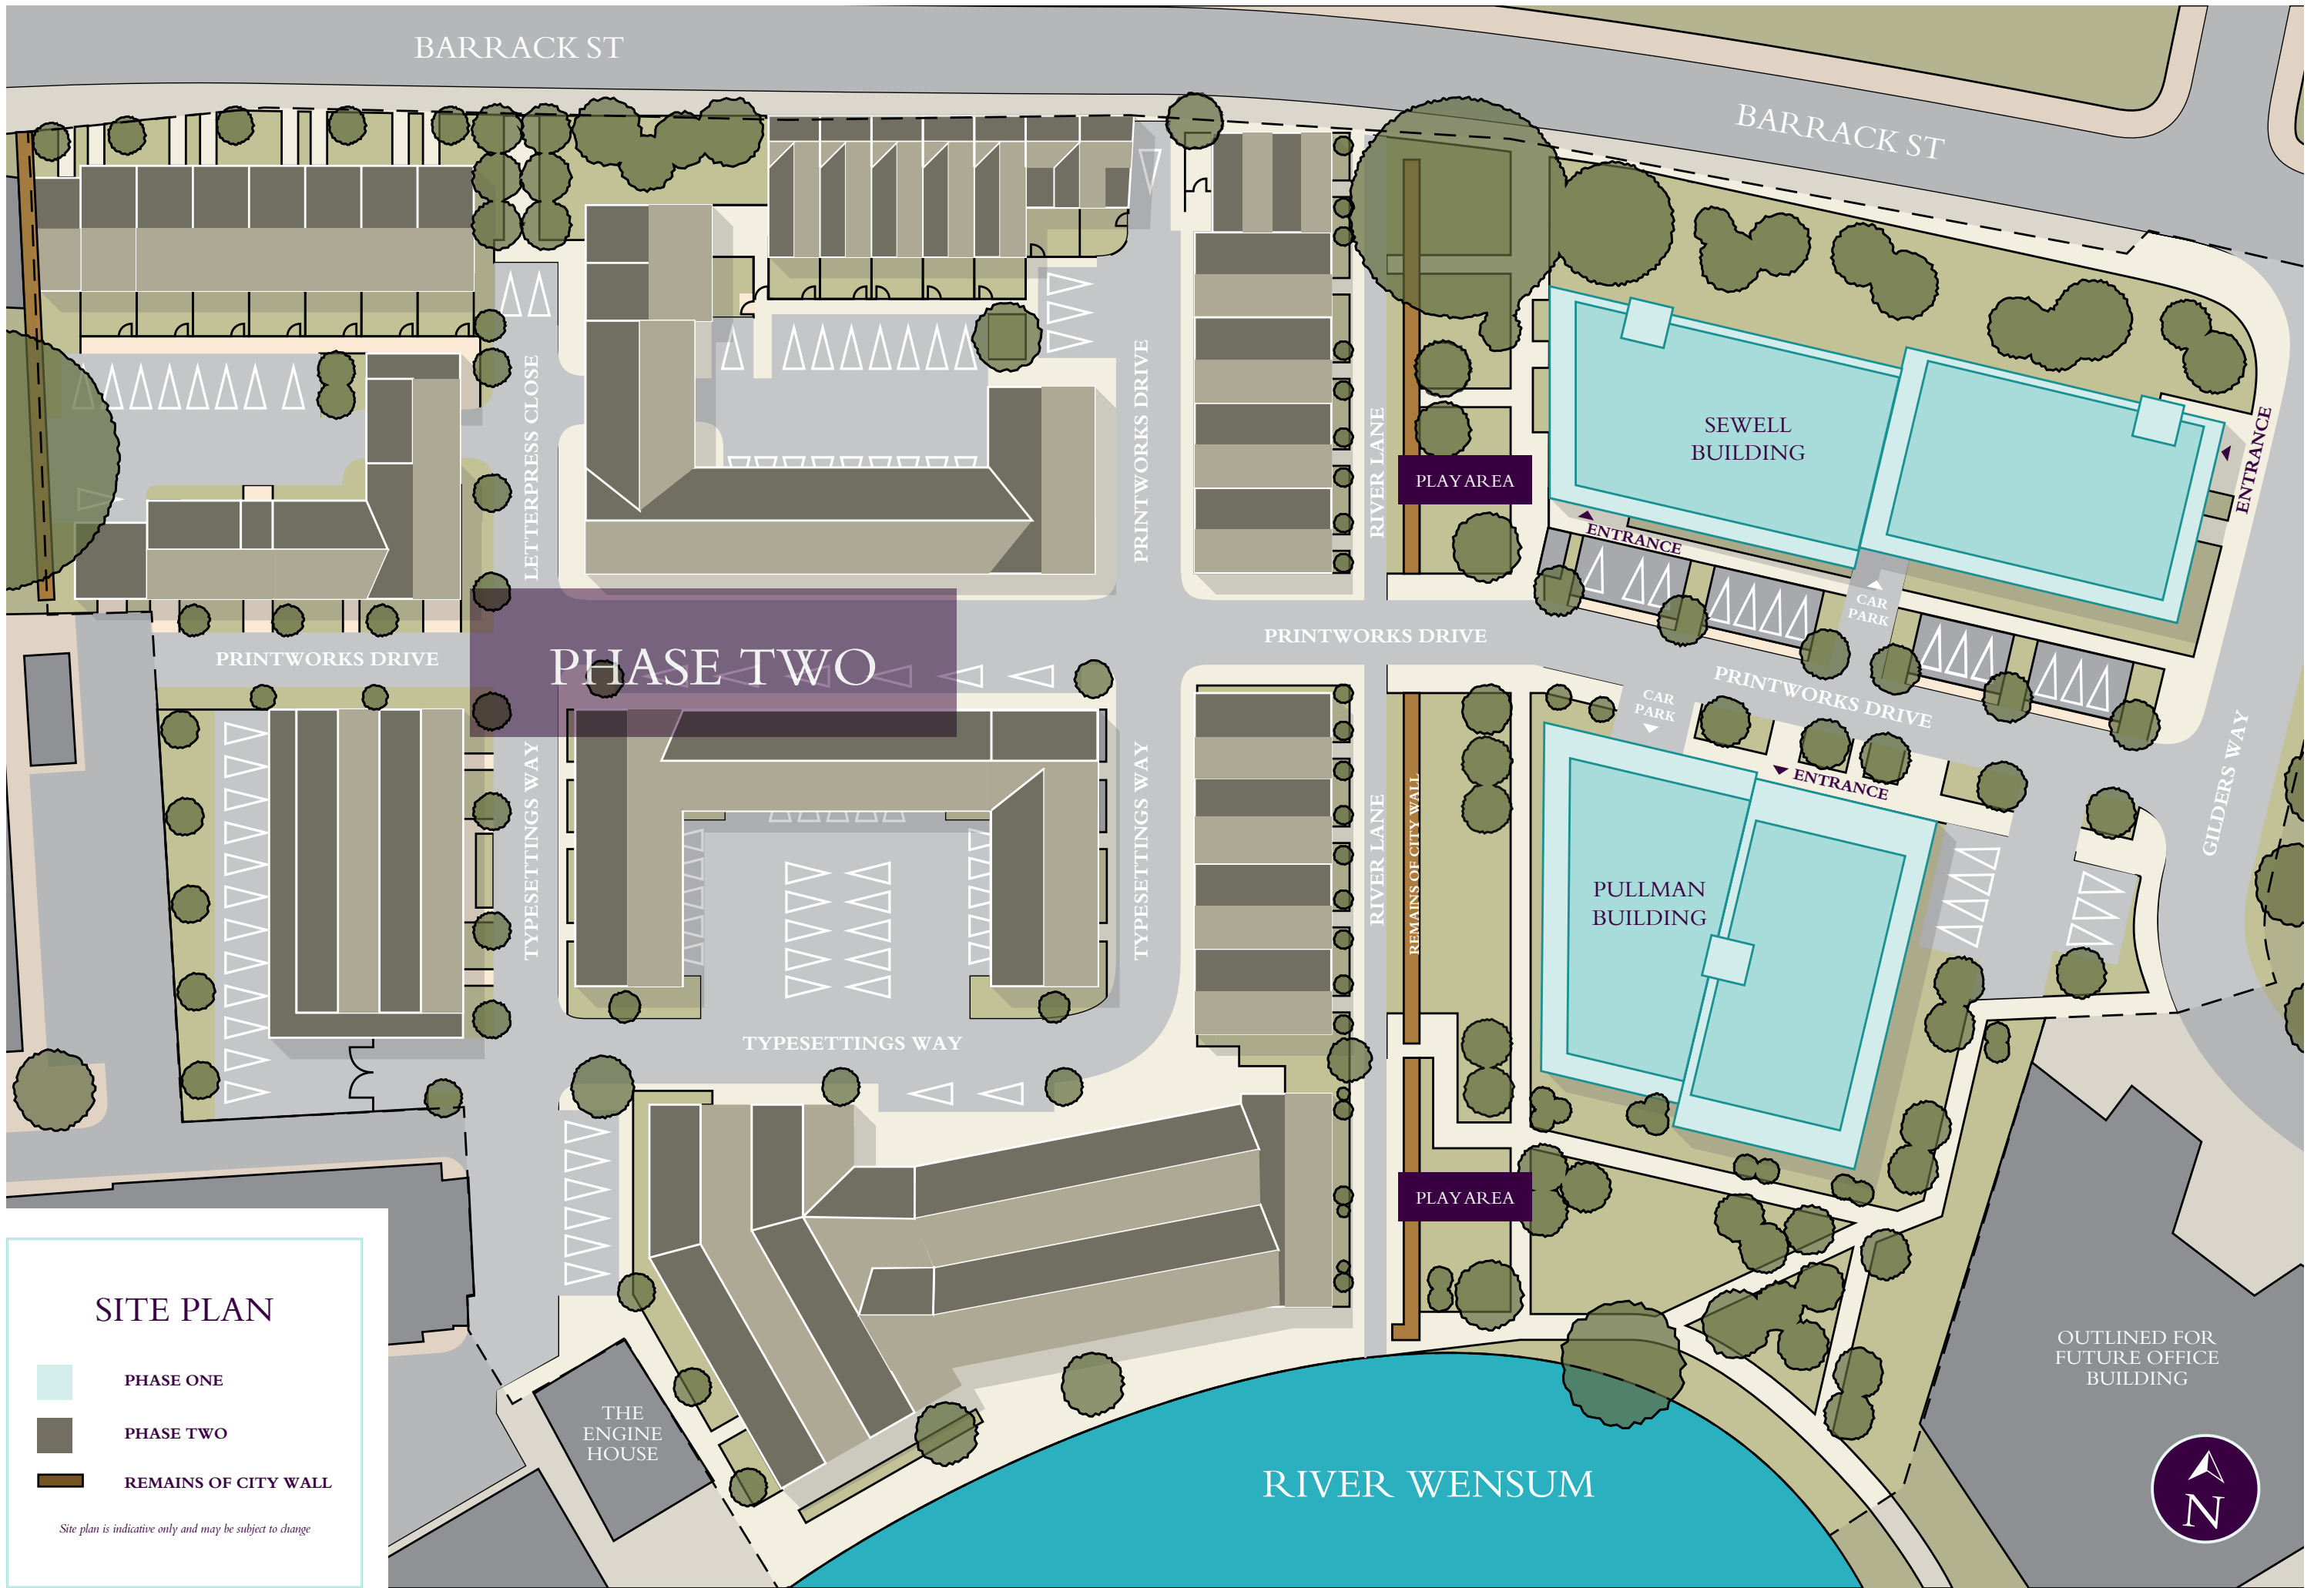 BARRACK ST
BARRACK ST
LETTERPRESS CLOSE
PRINTWORKS DRIVE
RIVER LANE
PLAY AREA
SEWELL
BUILDING
ENTRANCE
ENTRANCE
CAR
PARK
PRINTWORKS DRIVE
PHASE TWO
PRINTWORKS DRIVE
PRINTWORKS DRIVE
CAR
PARK
ENTRANCE
GILDERS WAY
TYPESETTINGS WAY
TYPESETTINGS WAY
RIVER LANE
REMAINS OF CITY WALL
PULLMAN
BUILDING
TYPESETTINGS WAY
PLAY AREA
THE
ENGINE
HOUSE
RIVER WENSUM
OUTLINED FOR
FUTURE OFFICE
BUILDING
N
SITE PLAN
PHASE ONE
PHASE TWO
REMAINS OF CITY WALL
Site plan is indicative only and may be subject to change